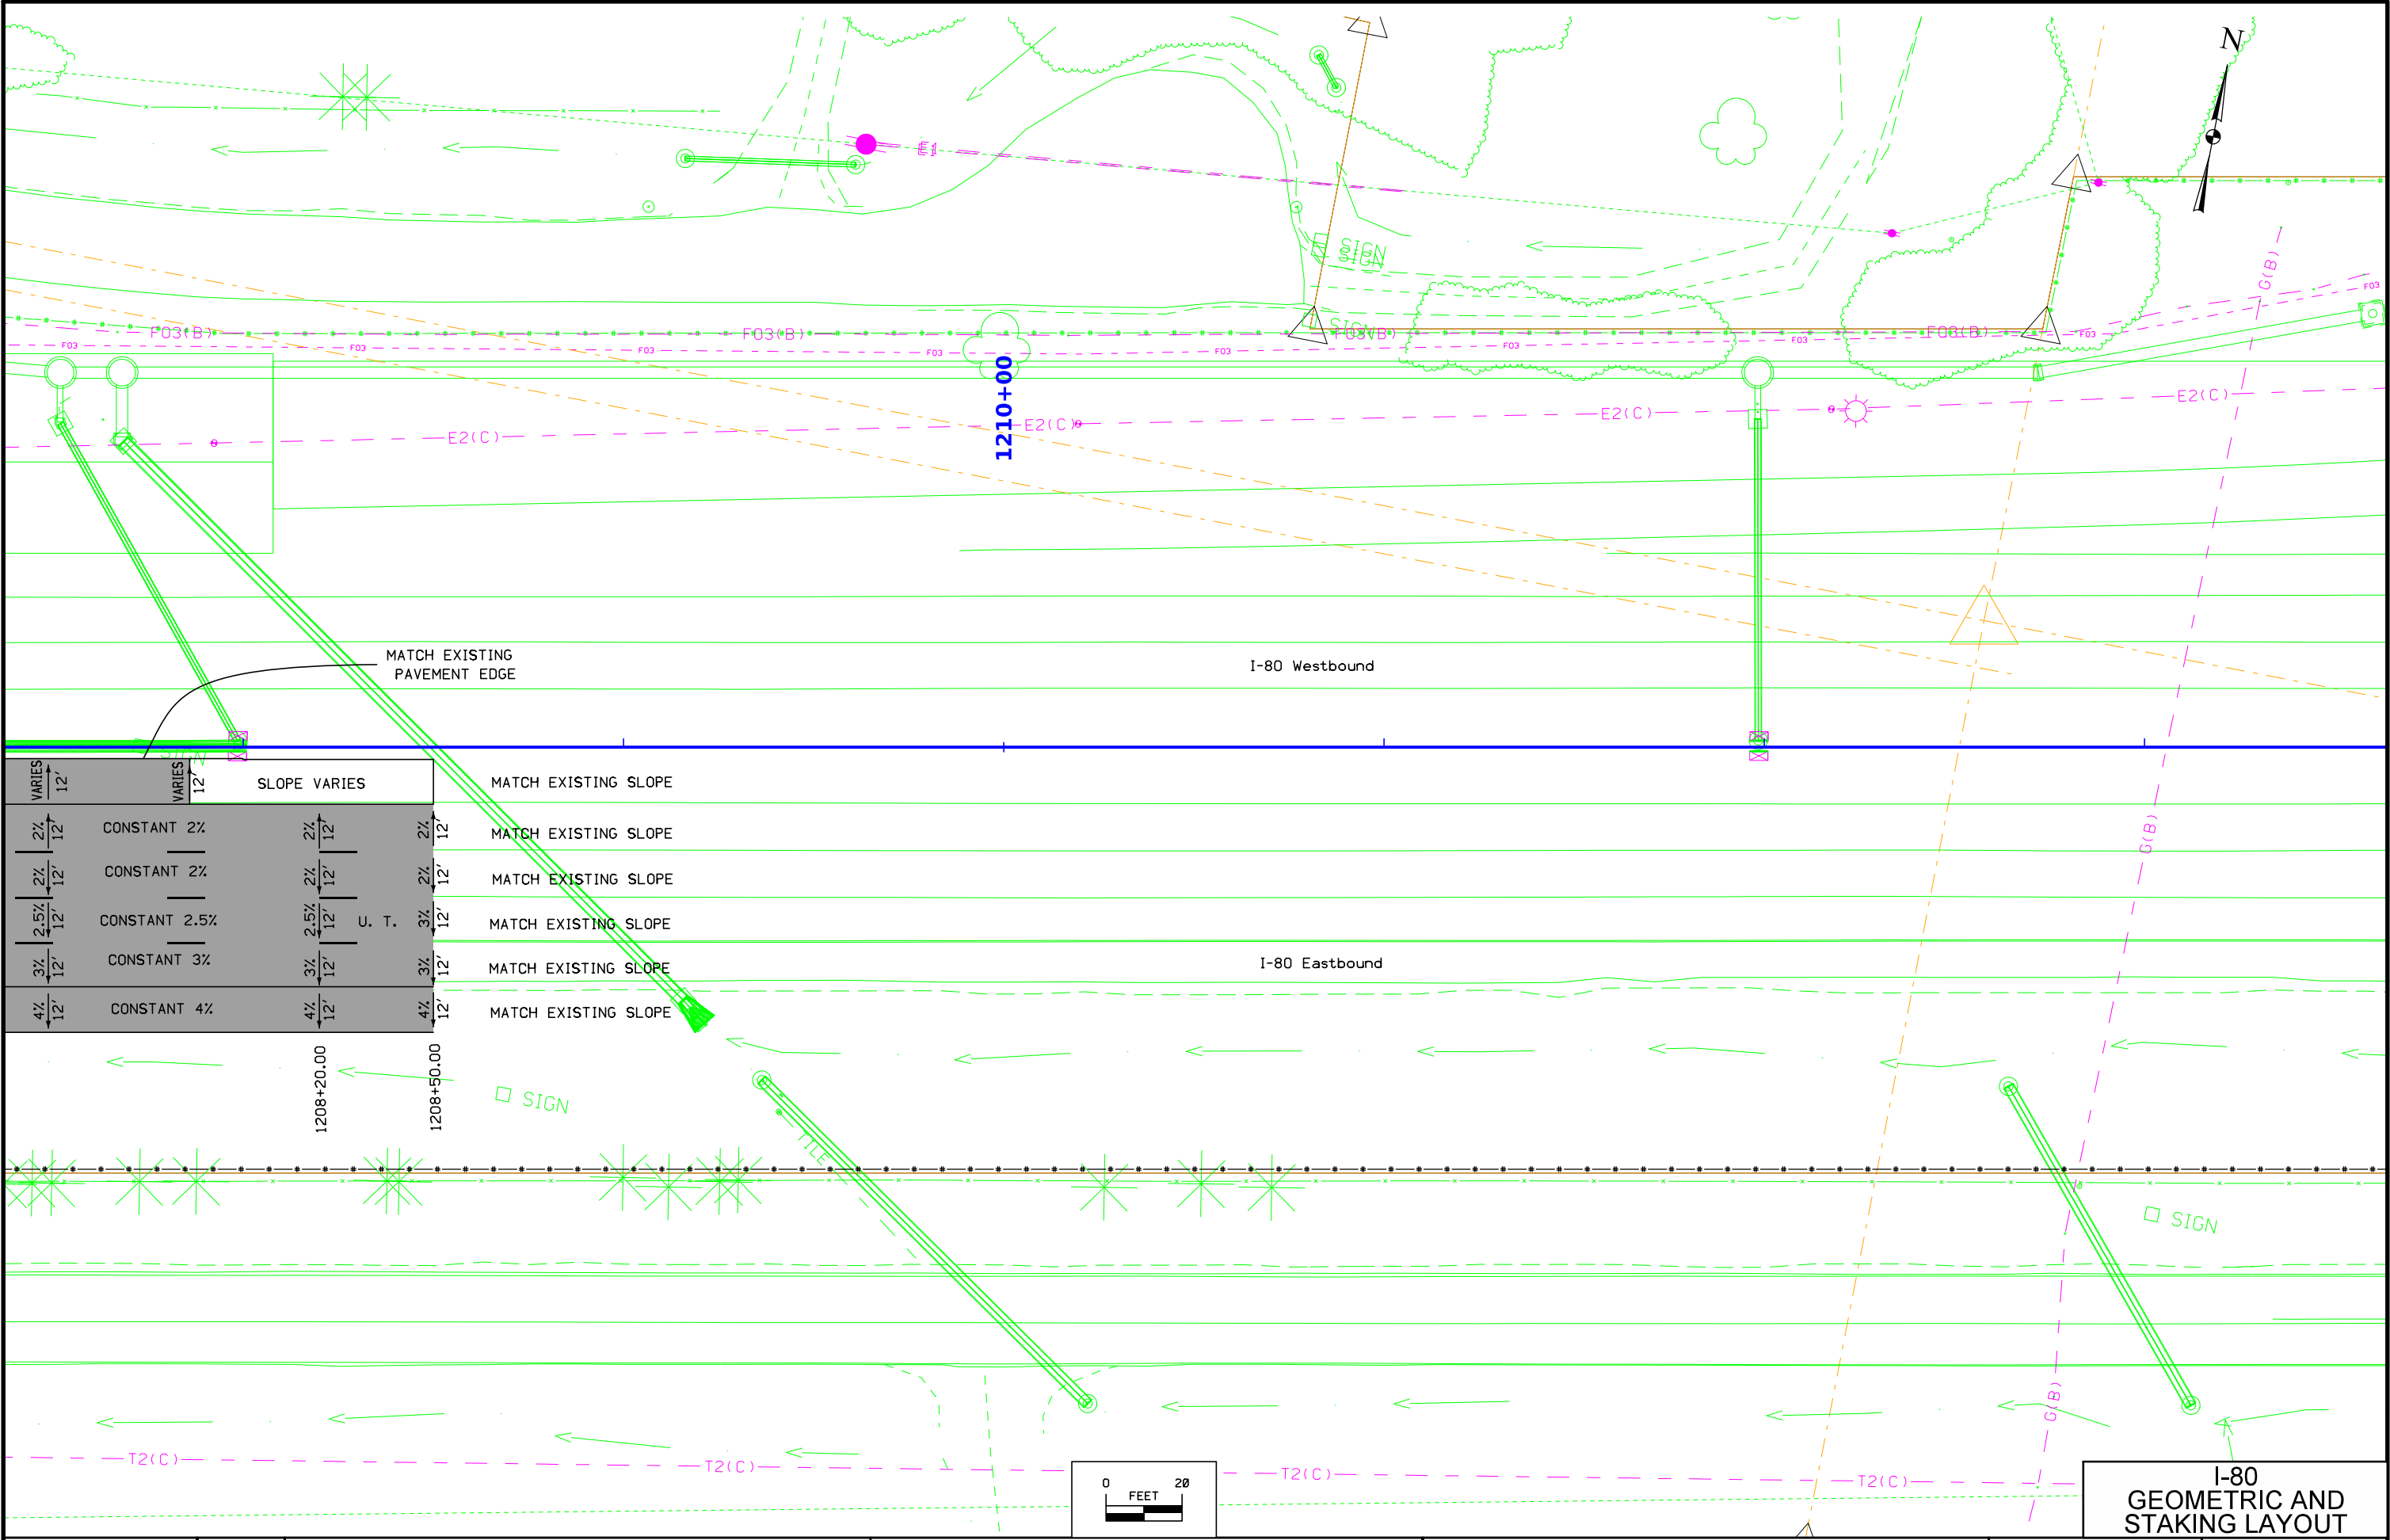 N
E1
SIGN
SIGN
G(B)
F03
SIGN
F03(B)
F03(B)
F03(B)
F03(B)
F03
F03
F03
F03
F03
F03
F03
F03
1210+00
E2(C)
E2(C)
E2(C)
E2(C)
MATCH EXISTING
PAVEMENT EDGE
I-80 Westbound
SIGN
VARIES
12'
VARIES
12'
SLOPE VARIES
MATCH EXISTING SLOPE
2%
12'
CONSTANT 2%
2%
12'
2%
12'
MATCH EXISTING SLOPE
G(B)
2%
12'
CONSTANT 2%
2%
12'
2%
12'
MATCH EXISTING SLOPE
2.5%
12'
CONSTANT 2.5%
2.5%
12'
U. T.
3%
12'
MATCH EXISTING SLOPE
3%
12'
CONSTANT 3%
3%
12'
3%
12'
MATCH EXISTING SLOPE
I-80 Eastbound
4%
12'
CONSTANT 4%
4%
12'
4%
12'
MATCH EXISTING SLOPE
1208+20.00
1208+50.00
SIGN
TILE
SIGN
G(B)
T2(C)
T2(C)
T2(C)
T2(C)
0 20
FEET
I-80
GEOMETRIC AND
STAKING LAYOUT